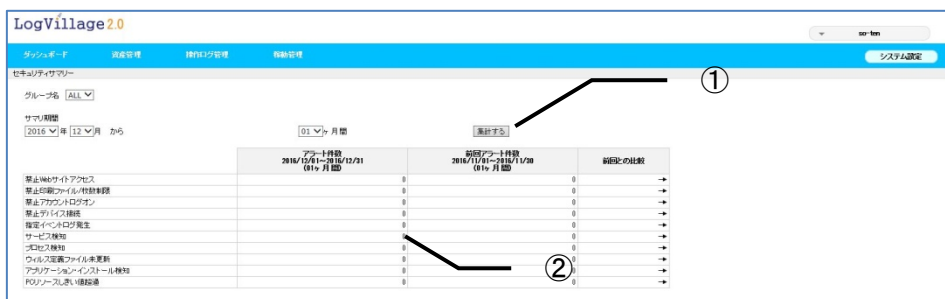 LogVillage 2.0
so-ten
ダッシュボード 資産管理 操作ログ管理 稼動管理 システム設定
セキュリティサマリー
グループ名 ALL
サマリ期間
2016 年 12 月 から 01 ヶ月間 集計する
①
アラート件数 前回アラート件数 前回との比較
2016/12/01~2016/12/31 2016/11/01~2016/11/30
(01ヶ月間) (01ヶ月間)
禁止Webサイトアクセス 0 0 →
禁止印刷ファイル/枚数制限 0 0 →
禁止アカウントログオン 0 0 →
禁止デバイス接続 0 0 →
指定イベントログ発生 0 0 →
サービス検知 0 0 →
プロセス検知 0 0 →
ウィルス定義ファイル未更新 0 0 →
アプリケーション・インストール検知 0 0 →
PCリソースしきい値超過 0 0 →
②